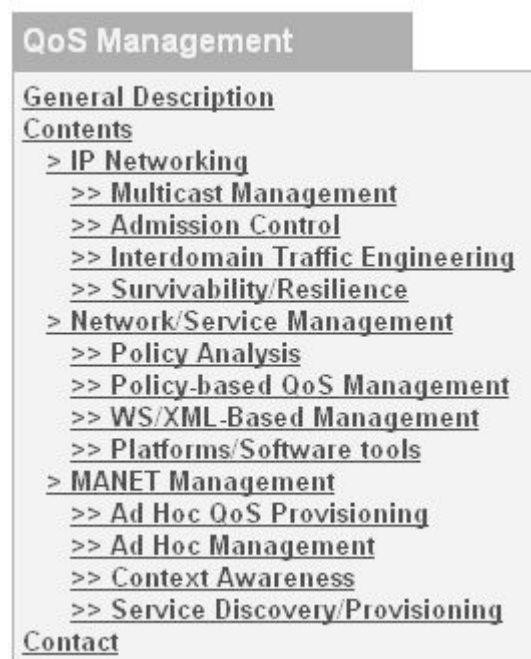 QoS Management
General Description
Contents
> IP Networking
>> Multicast Management
>> Admission Control
>> Interdomain Traffic Engineering
>> Survivability/Resilience
> Network/Service Management
>> Policy Analysis
>> Policy-based QoS Management
>> WS/XML-Based Management
>> Platforms/Software tools
> MANET Management
>> Ad Hoc QoS Provisioning
>> Ad Hoc Management
>> Context Awareness
>> Service Discovery/Provisioning
Contact